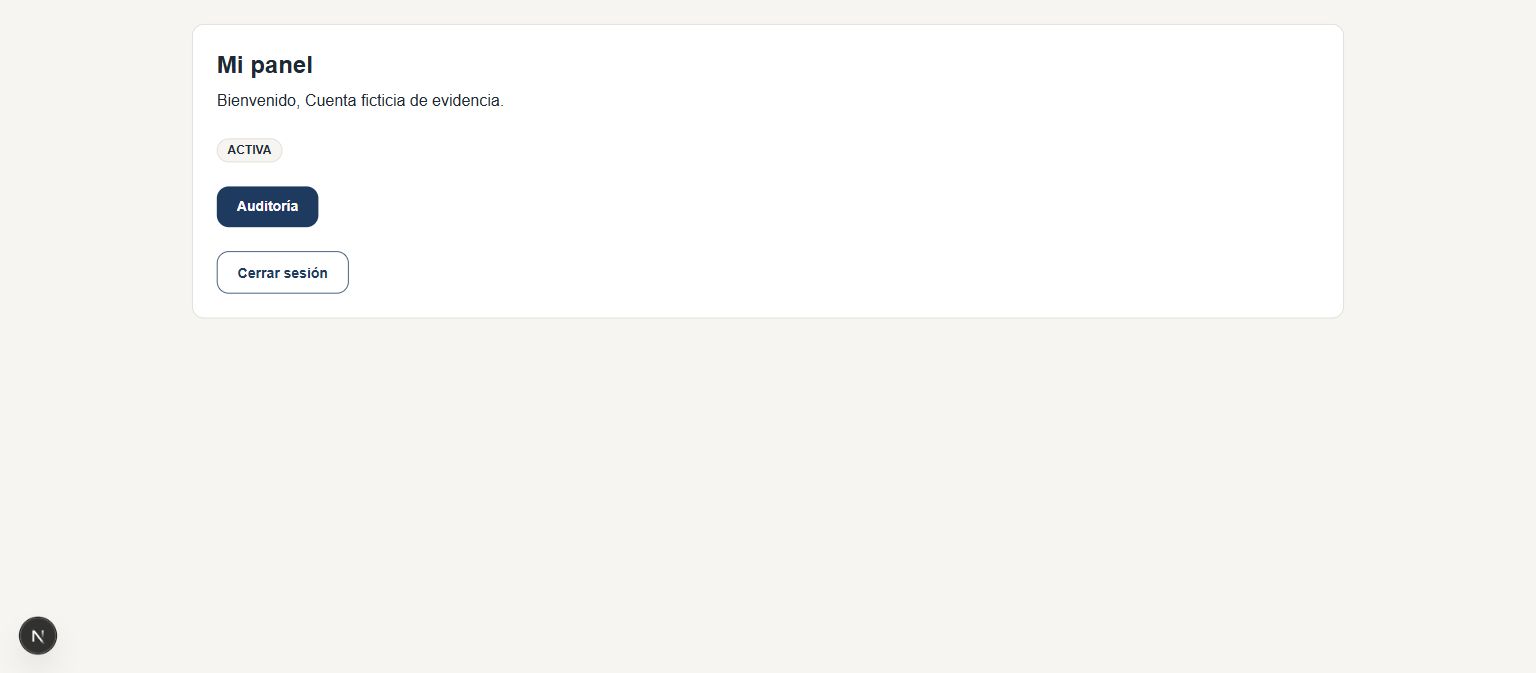 Mi panel
Bienvenido, Cuenta ficticia de evidencia.
ACTIVA
Auditoría
Cerrar sesión
N